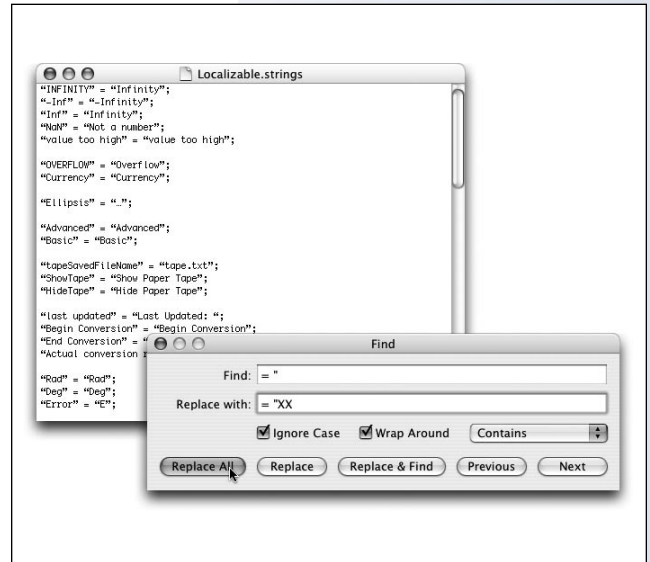 Localizable.strings
“INFINITY” = “Infinity”;
“-Inf” = “-Infinity”;
“Inf” = “Infinity”;
“NaN” = “Not a number”;
“value too high” = “value too high”;
“OVERFLOW” = “Overflow”;
“Currency” = “Currency”;
“Ellipsis” = “…”;
“Advanced” = “Advanced”;
“Basic” = “Basic”;
“tapeSavedFileName” = “tape.txt”;
“ShowTape” = “Show Paper Tape”;
“HideTape” = “Hide Paper Tape”;
“last updated” = “Last Updated: “;
“Begin Conversion” = “Begin Conversion”;
“End Conversion” = “
“Actual conversion
“Rad” = “Rad”;
“Deg” = “Deg”;
“Error” = “E”;
Find
Find: = "
Replace with: = "XX
Ignore Case Wrap Around Contains
Replace All Replace Replace & Find Previous Next